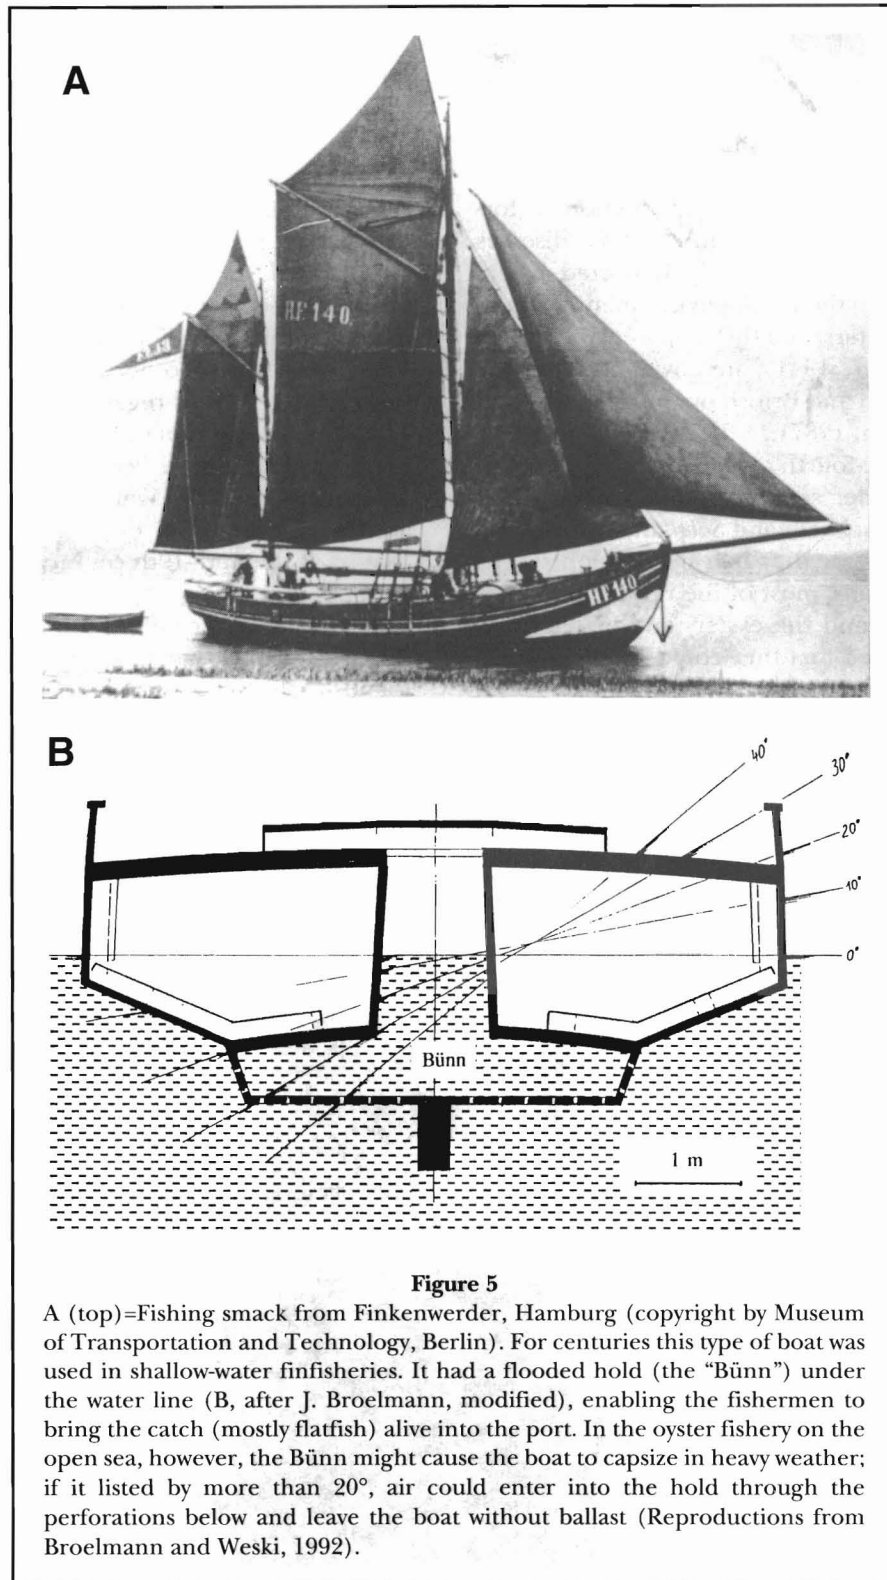 A
HF 140
HF 140
B
40°
30°
20°
10°
0°
Bünn
1 m
Figure 5
A (top)=Fishing smack from Finkenwerder, Hamburg (copyright by Museum
of Transportation and Technology, Berlin). For centuries this type of boat was
used in shallow-water finfisheries. It had a flooded hold (the “Bünn”) under
the water line (B, after J. Broelmann, modified), enabling the fishermen to
bring the catch (mostly flatfish) alive into the port. In the oyster fishery on the
open sea, however, the Bünn might cause the boat to capsize in heavy weather;
if it listed by more than 20°, air could enter into the hold through the
perforations below and leave the boat without ballast (Reproductions from
Broelmann and Weski, 1992).